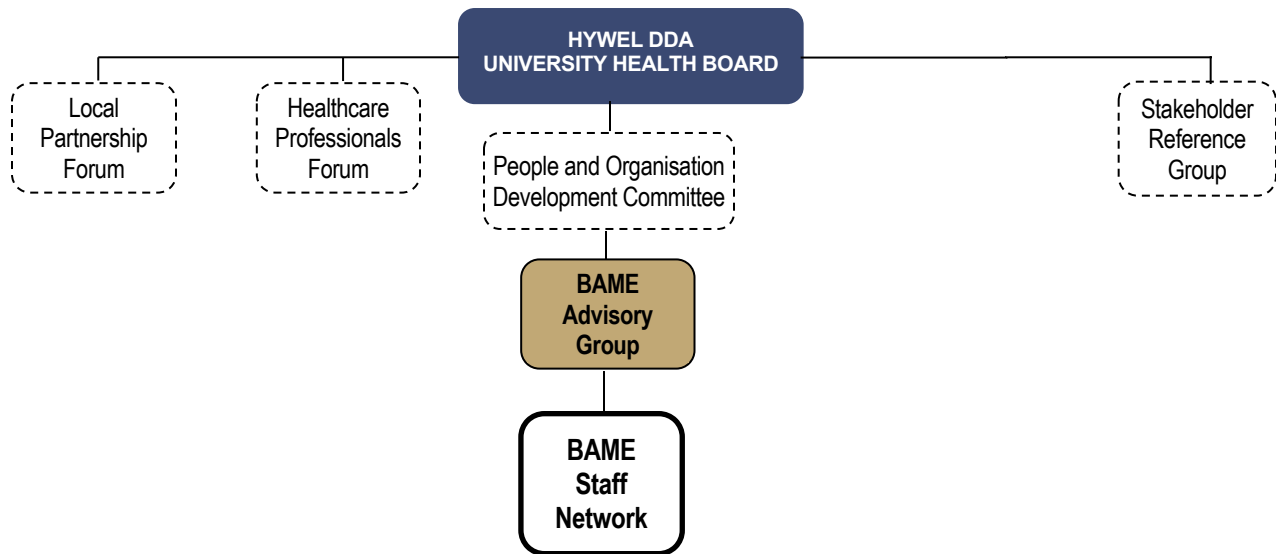 HYWEL DDA
UNIVERSITY HEALTH BOARD
Local
Partnership
Forum
Healthcare
Professionals
Forum
People and Organisation
Development Committee
Stakeholder
Reference
Group
BAME
Advisory
Group
BAME
Staff
Network